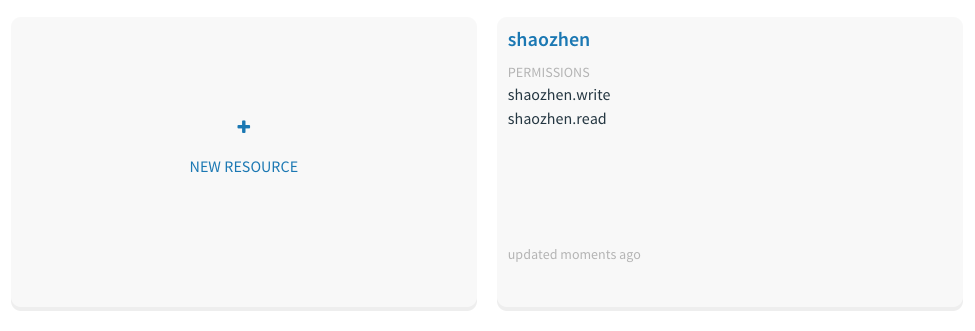 NEW RESOURCE
shaozhen
PERMISSIONS
shaozhen.write
shaozhen.read
updated moments ago